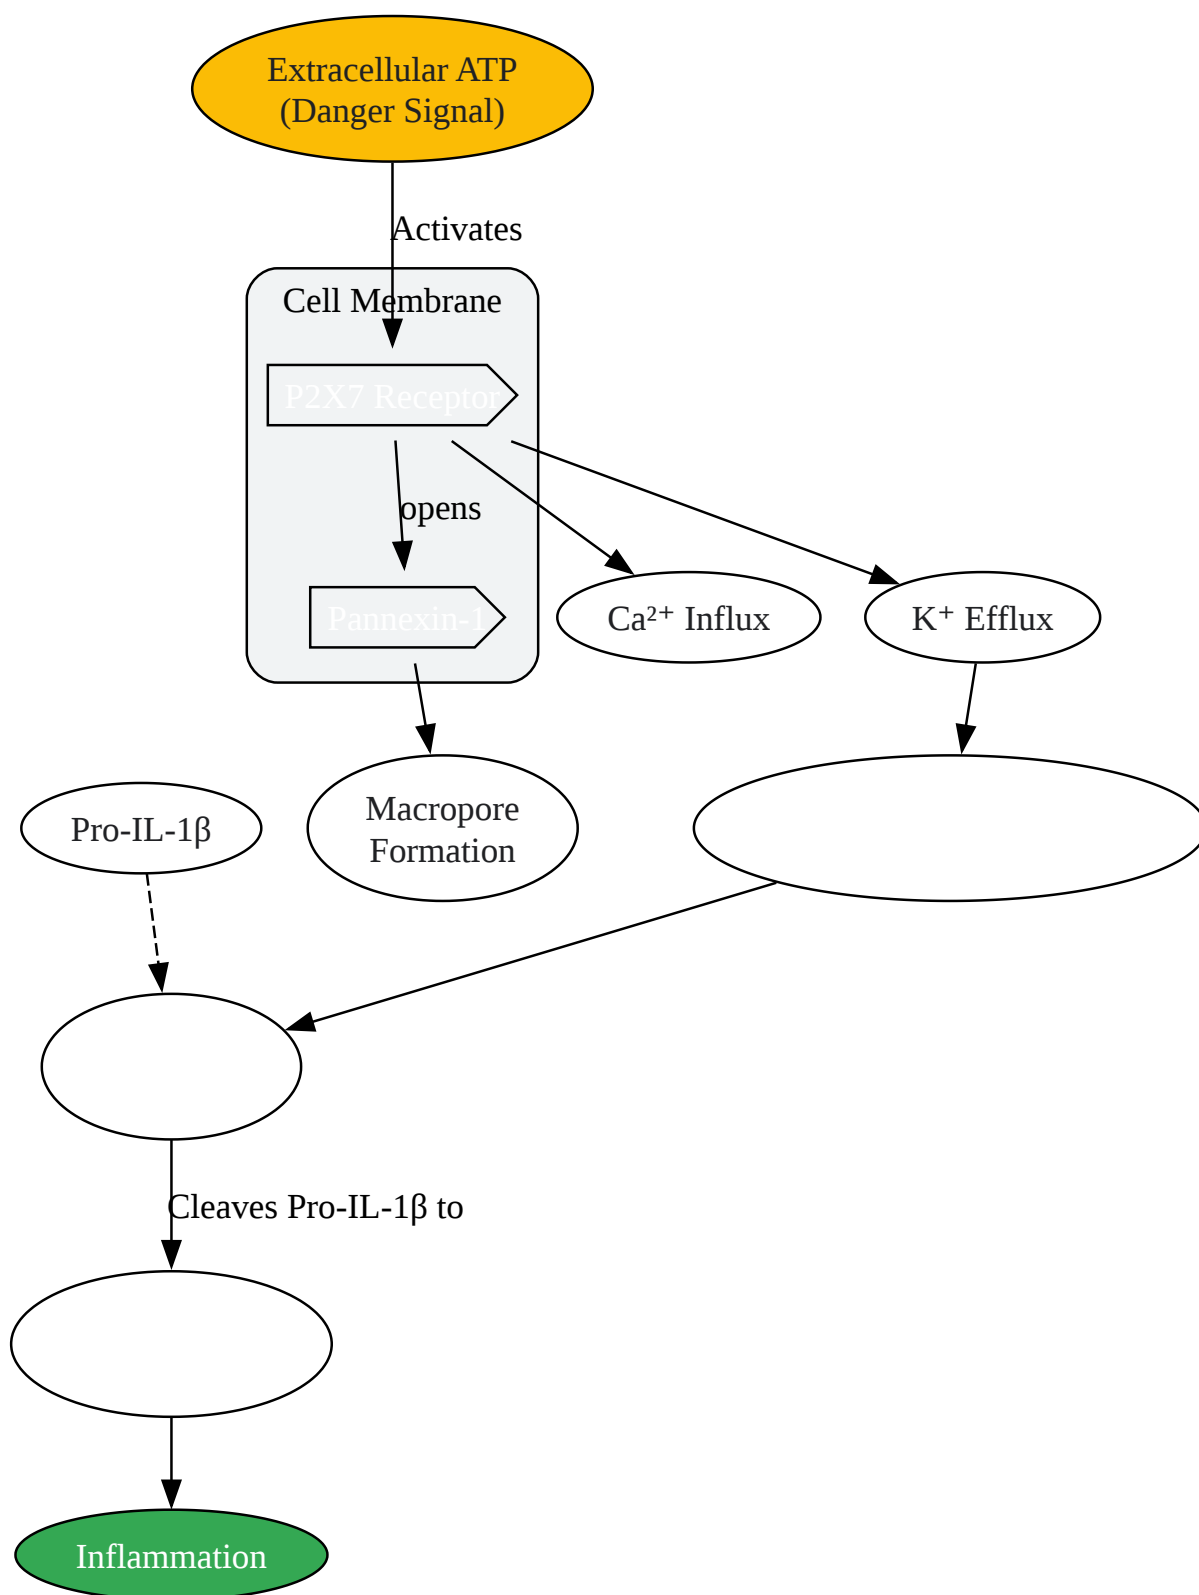 Extracellular ATP
(Danger Signal)
Activates
Cell Membrane
P2X7 Receptor
opens
Pannexin-1
Ca²⁺ Influx
K⁺ Efflux
Pro-IL-1β
Macropore
Formation
Cleaves Pro-IL-1β to
Inflammation